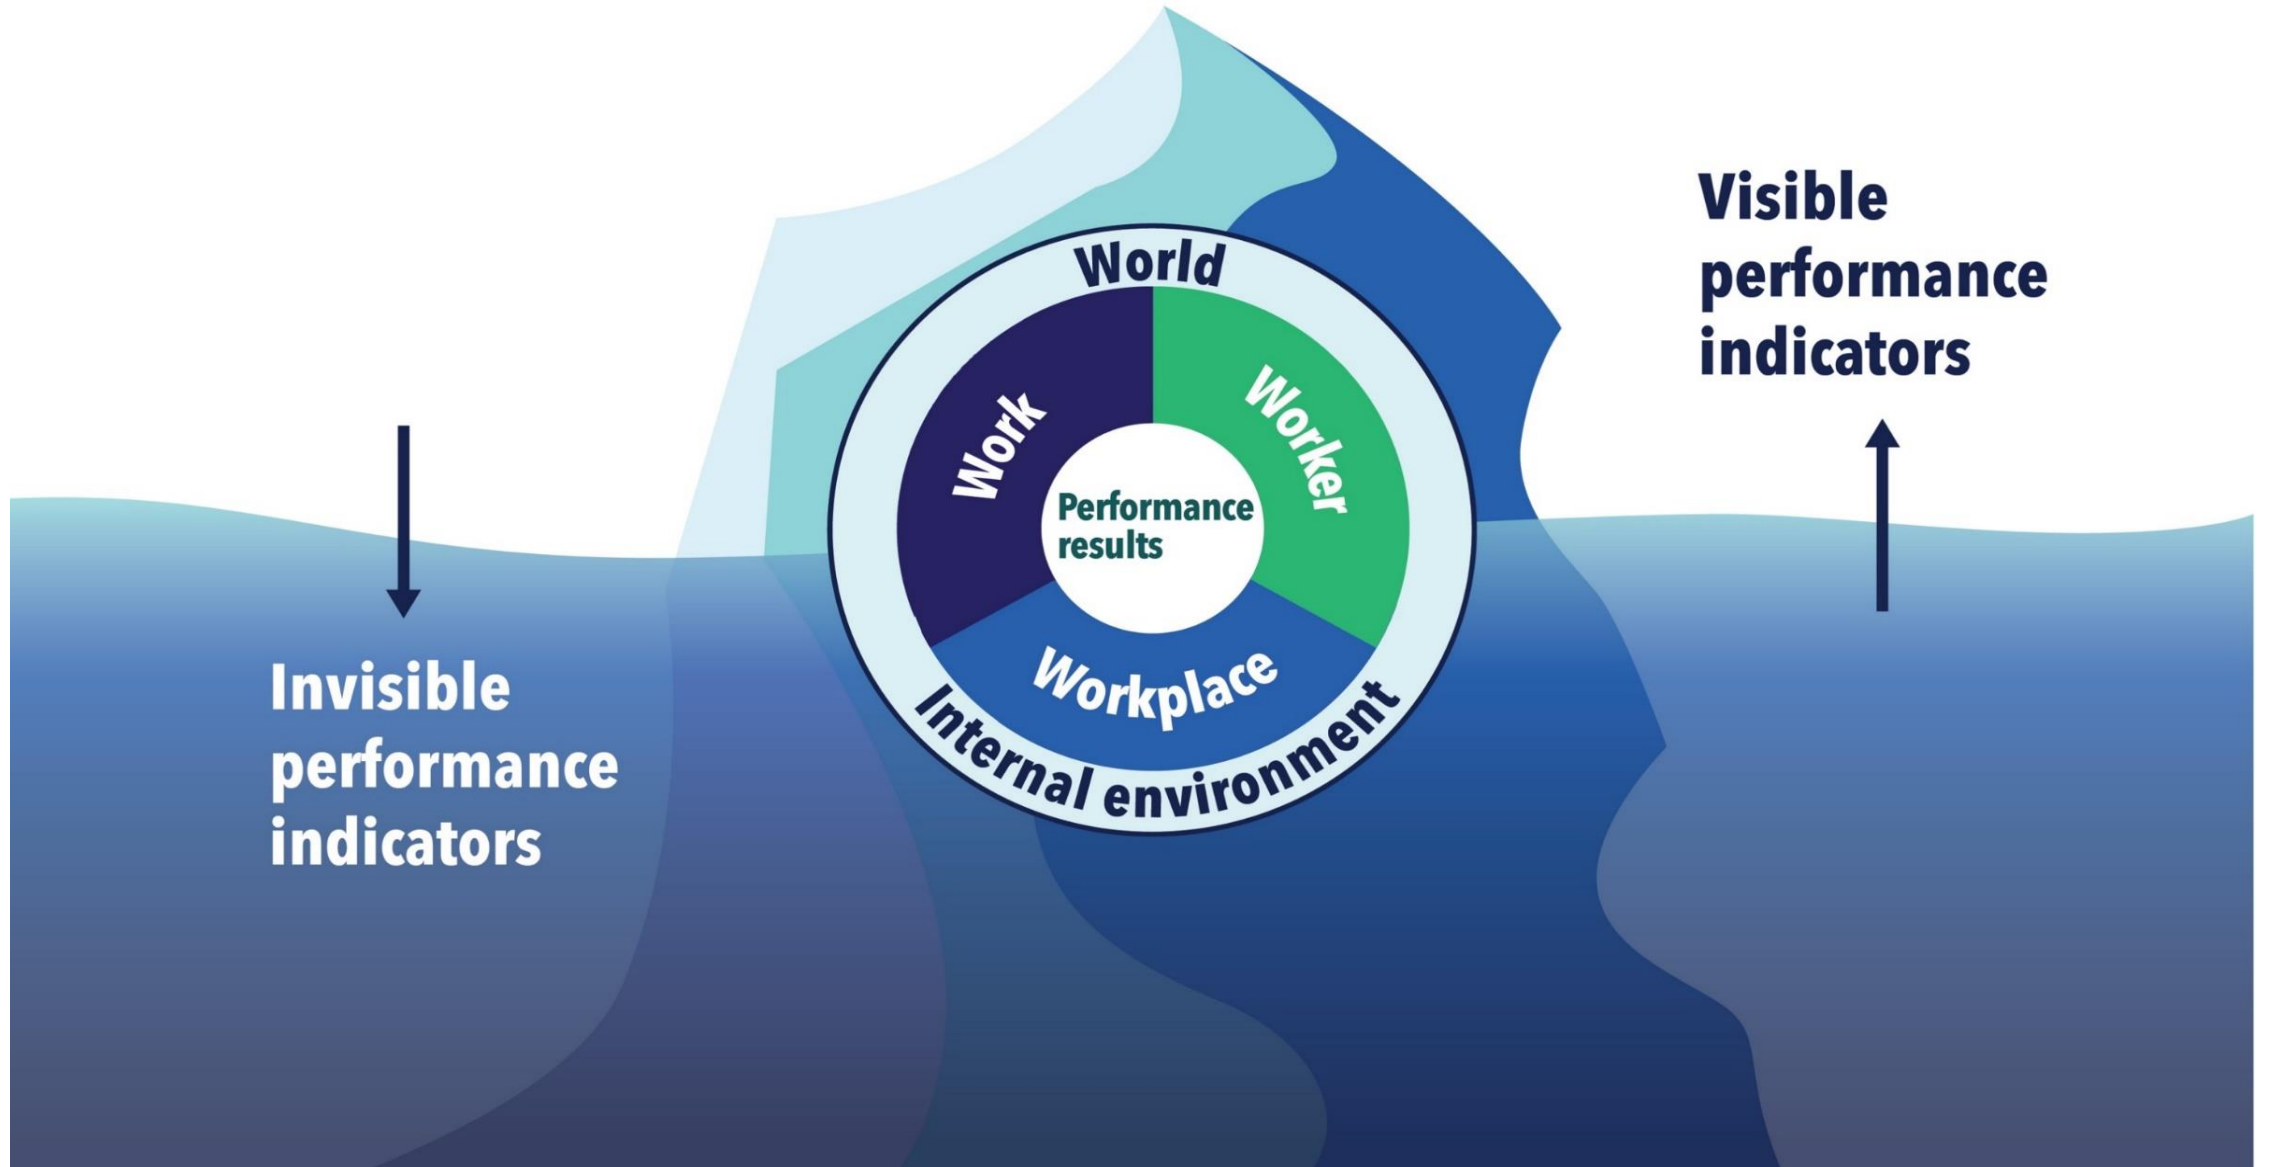 Visible
performance
indicators
World
Work
Worker
Performance
results
Workplace
Internal environment
Invisible
performance
indicators